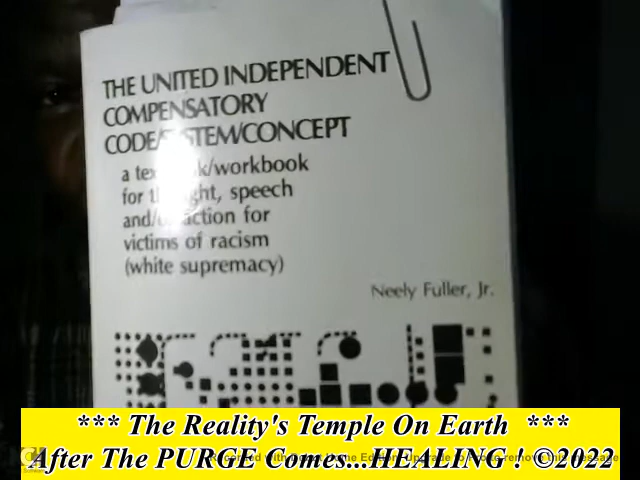 THE UNITED INDEPENDENT
COMPENSATORY
CODE/ TEM/CONCEPT
a te k/workbook
for th ght, speech
and/o action for
victims of racism
(white supremacy)
Neely Fuller, Jr.
*** The Reality's Temple On Earth ***
After The PURGE Comes...HEALING ! ©2022